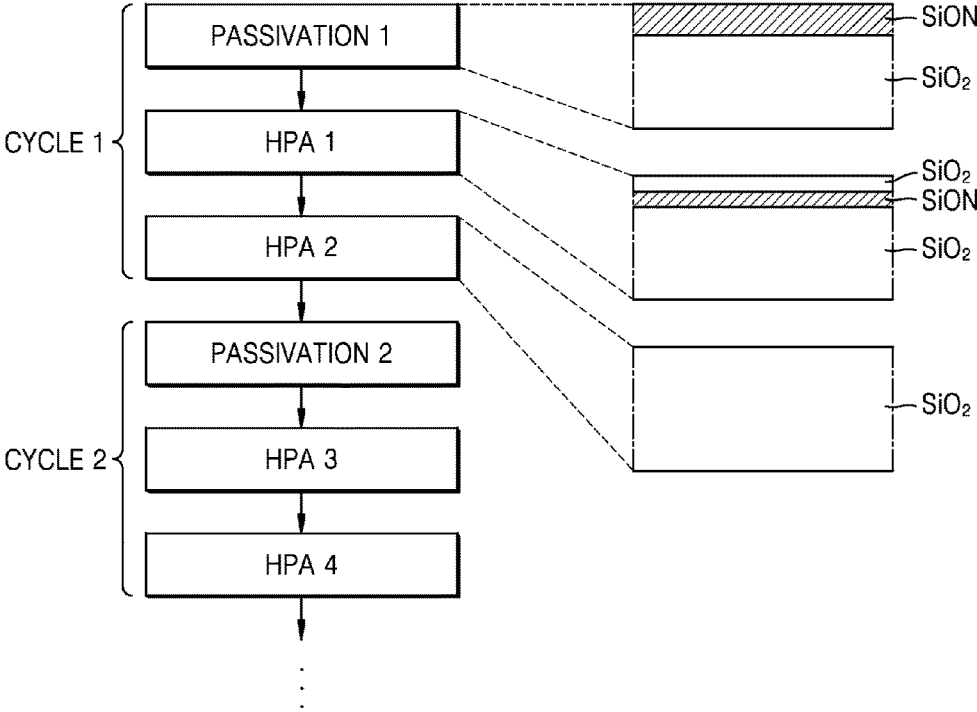 PASSIVATION 1
SiON
SiO₂
CYCLE 1
HPA 1
SiO₂
SiON
SiO₂
HPA 2
PASSIVATION 2
SiO₂
CYCLE 2
HPA 3
HPA 4